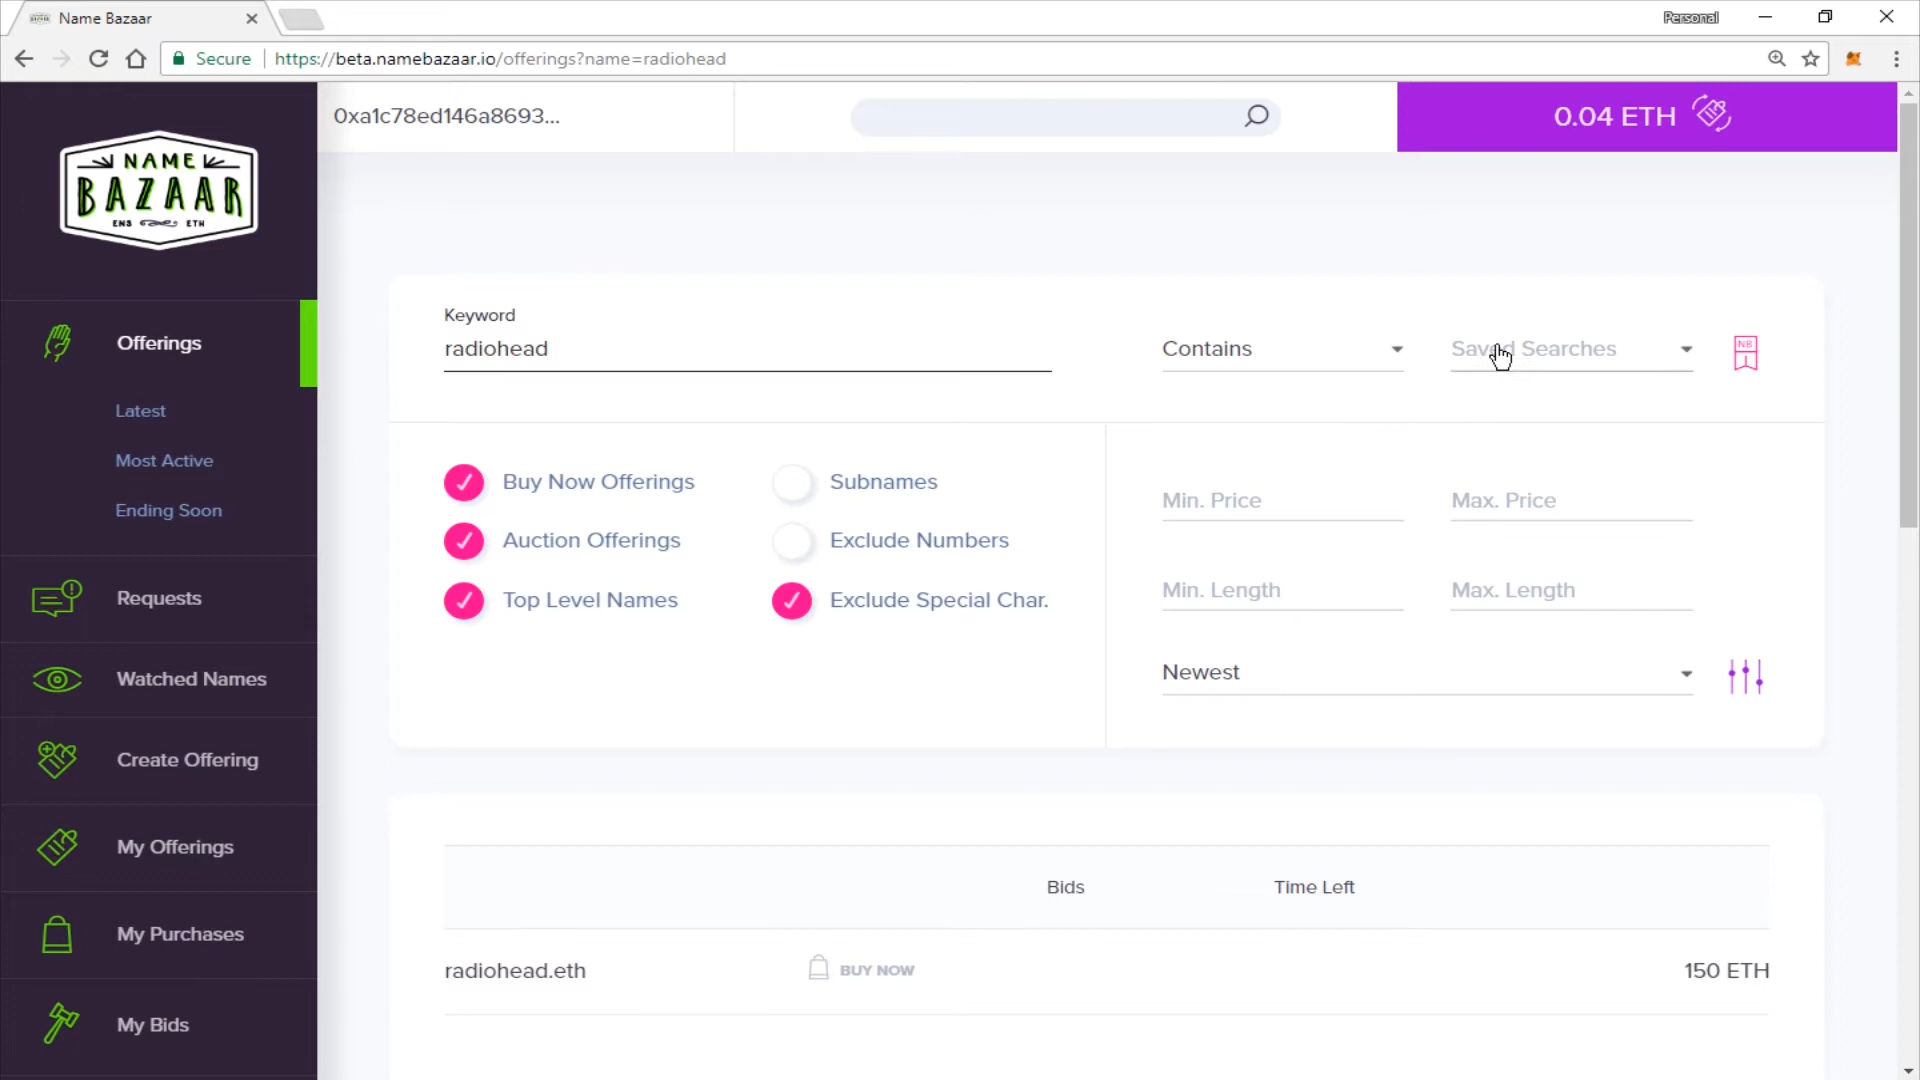 Name Bazaar
Personal
Secure
https://beta.namebazaar.io/offerings?name=radiohead
NAME
BAZAAR
ENS ETH
0xa1c78ed146a8693...
0.04 ETH
Offerings
Latest
Most Active
Ending Soon
Requests
Watched Names
Create Offering
My Offerings
My Purchases
My Bids
Keyword
radiohead
Contains
Saved Searches
NB
Buy Now Offerings
Subnames
Auction Offerings
Exclude Numbers
Top Level Names
Exclude Special Char.
Min. Price
Max. Price
Min. Length
Max. Length
Newest
Bids
Time Left
radiohead.eth
BUY NOW
150 ETH